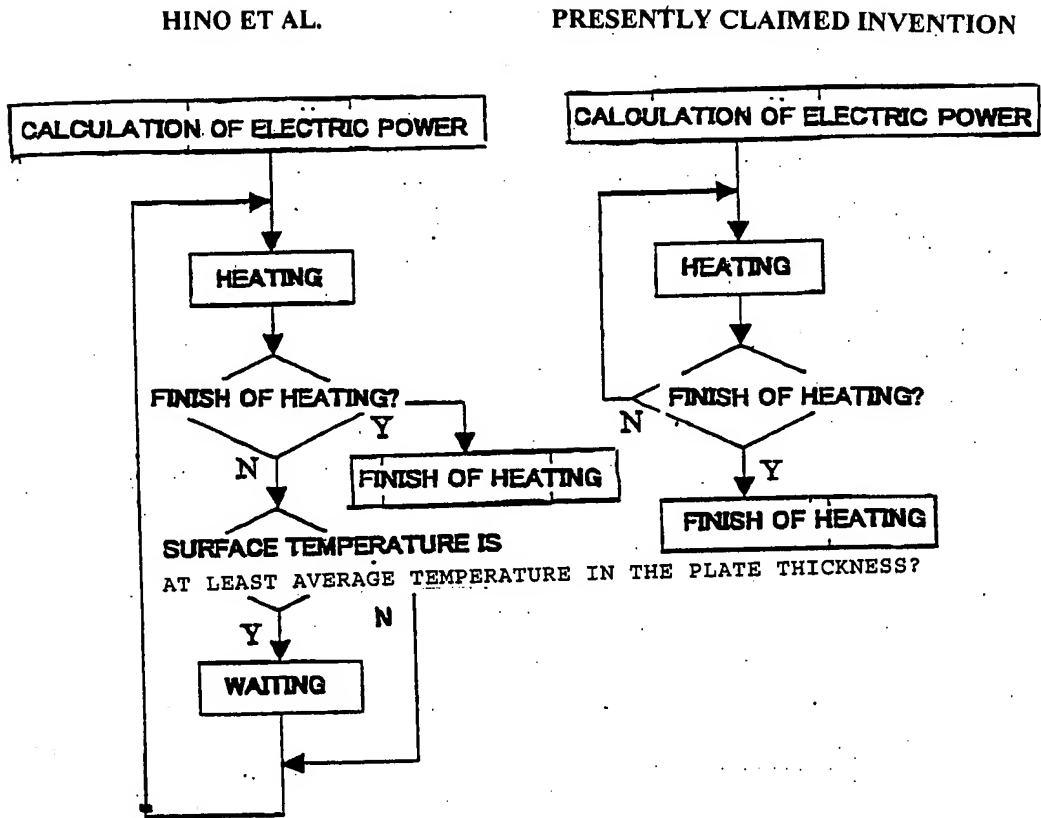 HINO ET AL.
CALCULATION OF ELECTRIC POWER
HEATING
FINISH OF HEATING?
Y
N
FINISH OF HEATING
SURFACE TEMPERATURE IS
AT LEAST AVERAGE TEMPERATURE IN THE PLATE THICKNESS?
Y
N
WAITING
PRESENTLY CLAIMED INVENTION
CALCULATION OF ELECTRIC POWER
HEATING
FINISH OF HEATING?
N
Y
FINISH OF HEATING